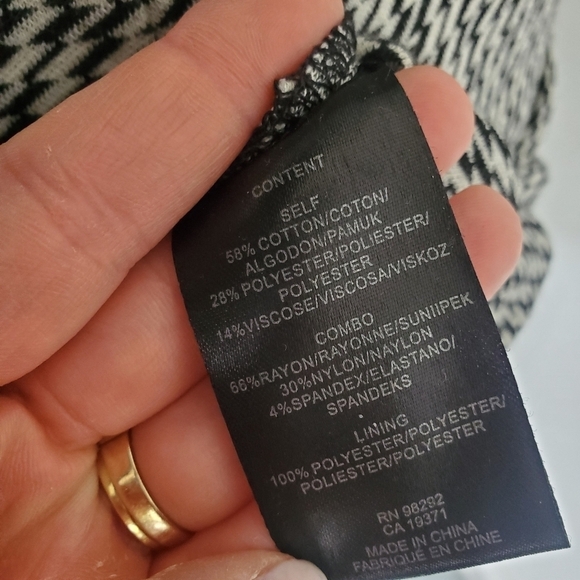 CONTENT
SELF
58% COTTON/COTON/
ALGODON/PAMUK
28% POLYESTER/POLIESTER/
POLYESTER
14%VISCOSE/VISCOSA/VISKOZ
COMBO
66%RAYON/RAYONNE/SUNIIPEK
30%NYLON/NAYLON
4%SPANDEX/ELASTANO/
SPANDEKS
LINING
100% POLYESTER/POLYESTER/
POLIESTER/POLYESTER
RN 98292
CA 19371
MADE IN CHINA
FABRIQUÉ EN CHINE